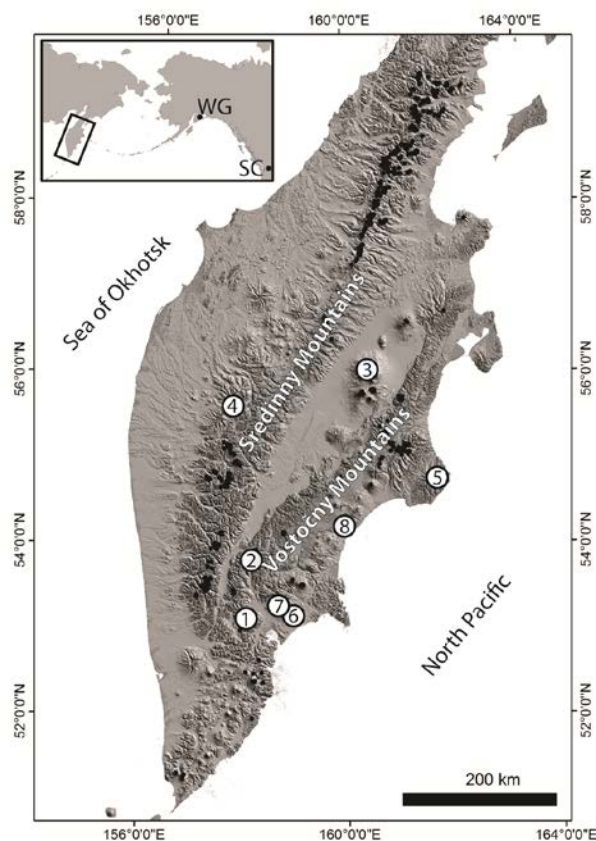 156°0'0"E
160°0'0"E
164°0'0"E
WG
SC
58°0'0"N
58°0'0"N
Sea of Okhotsk
Sredinny Mountains
56°0'0"N
56°0'0"N
3
4
Vostocny Mountains
5
8
54°0'0"N
54°0'0"N
2
7
6
1
North Pacific
52°0'0"N
52°0'0"N
200 km
156°0'0"E
160°0'0"E
164°0'0"E